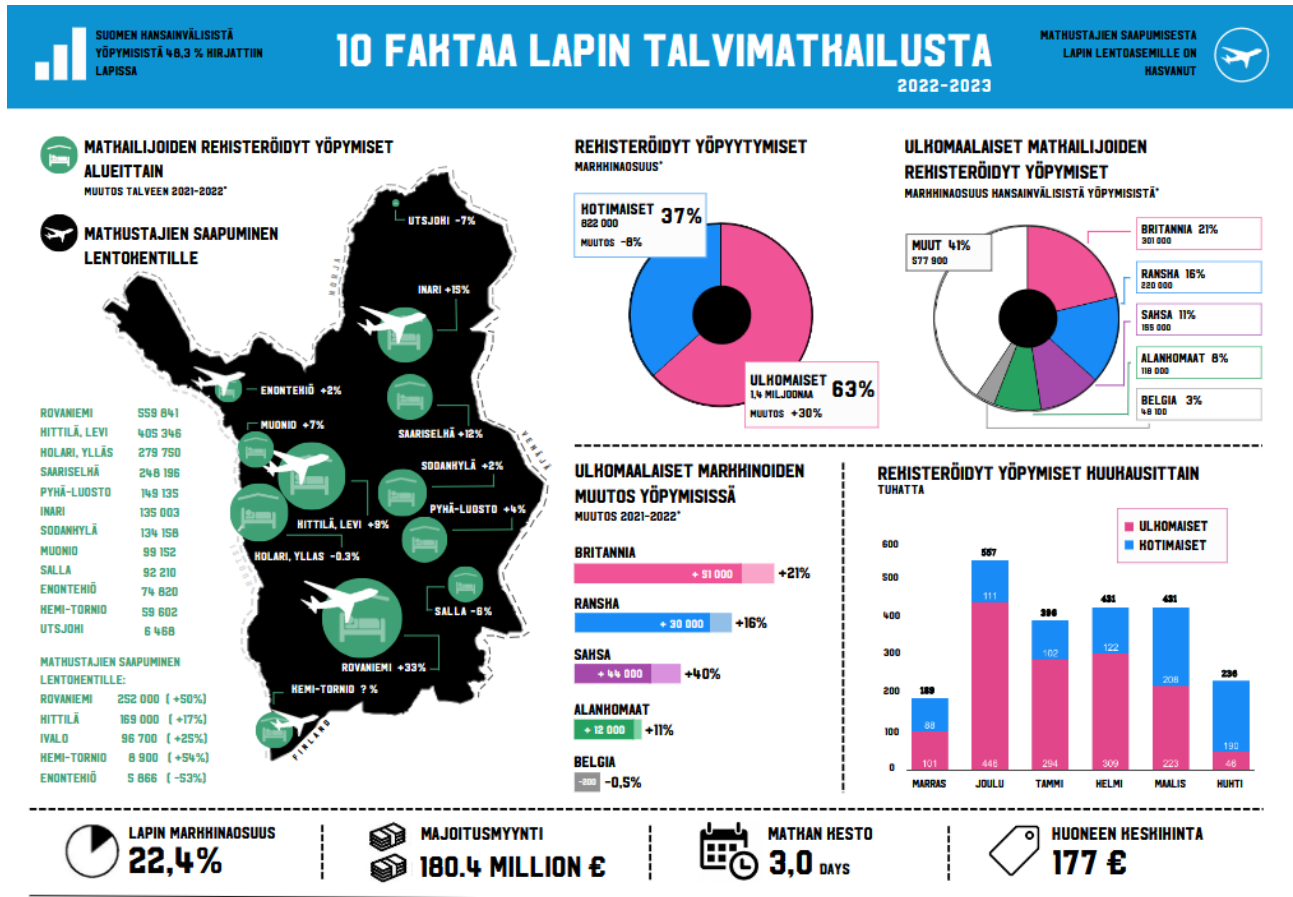 SUOMEN KANSAINVÄLISISTÄ
YÖPYMISISTÄ 48,3 % KIRJATTIIN
LAPISSA
10 FAKTAA LAPIN TALVIMATKAILUSTA
2022-2023
MATKUSTAJIEN SAAPUMISESTA
LAPIN LENTOASEMILLE ON
KASVANUT
MATKAILIJOIDEN REKISTERÖIDYT YÖPYMISET
ALUEITTAIN
MUUTOS TALVEEN 2021-2022*
MATKUSTAJIEN SAAPUMINEN
LENTOKENTILLE
NORJA
VENÄJÄ
FINLAND
UTSJOKI -7%
INARI +15%
ENONTEKIÖ +2%
MUONIO +7%
SAARISELKÄ +12%
SODANKYLÄ +2%
PYHÄ-LUOSTO +4%
KITTILÄ, LEVI +9%
KOLARI, YLLAS -0.3%
SALLA -6%
ROVANIEMI +33%
KEMI-TORNIO ? %
ROVANIEMI 559 841
KITTILÄ, LEVI 405 346
KOLARI, YLLÄS 279 750
SAARISELKÄ 248 196
PYHÄ-LUOSTO 149 135
INARI 135 003
SODANKYLÄ 134 158
MUONIO 99 152
SALLA 92 210
ENONTEKIÖ 74 820
KEMI-TORNIO 59 602
UTSJOKI 6 468
MATKUSTAJIEN SAAPUMINEN
LENTOKENTILLE:
ROVANIEMI 252 000 ( +50%)
KITTILÄ 169 000 ( +17%)
IVALO 96 700 ( +25%)
KEMI-TORNIO 8 900 ( +54%)
ENONTEKIÖ 5 866 ( -53%)
REKISTERÖIDYT YÖPYYTYMISET
MARKKINAOSUUS*
KOTIMAISET 37%
822 000
MUUTOS -8%
ULKOMAISET 63%
1,4 MILJOONAA
MUUTOS +30%
ULKOMAALAISET MATKAILIJOIDEN
REKISTERÖIDYT YÖPYMISET
MARKKINAOSUUS KANSAINVÄLISISTÄ YÖPYMISISTÄ*
MUUT 41%
577 900
BRITANNIA 21%
301 000
RANSKA 16%
220 000
SAKSA 11%
155 000
ALANKOMAAT 8%
118 000
BELGIA 3%
48 100
ULKOMAALAISET MARKKINOIDEN
MUUTOS YÖPYMISISSÄ
MUUTOS 2021-2022*
BRITANNIA
+ 51 000 +21%
RANSKA
+ 30 000 +16%
SAKSA
+ 44 000 +40%
ALANKOMAAT
+ 12 000 +11%
BELGIA
-200 -0,5%
REKISTERÖIDYT YÖPYMISET KUUKAUSITTAIN
TUHATTA
ULKOMAISET
KOTIMAISET
600
500
400
300
200
100
0
189
88
101
557
111
446
396
102
294
431
122
309
431
208
223
236
190
46
MARRAS JOULU TAMMI HELMI MAALIS HUHTI
LAPIN MARKKINAOSUUS
22,4%
MAJOITUSMYYNTI
180.4 MILLION €
MATKAN KESTO
3,0 DAYS
HUONEEN KESKIHINTA
177 €